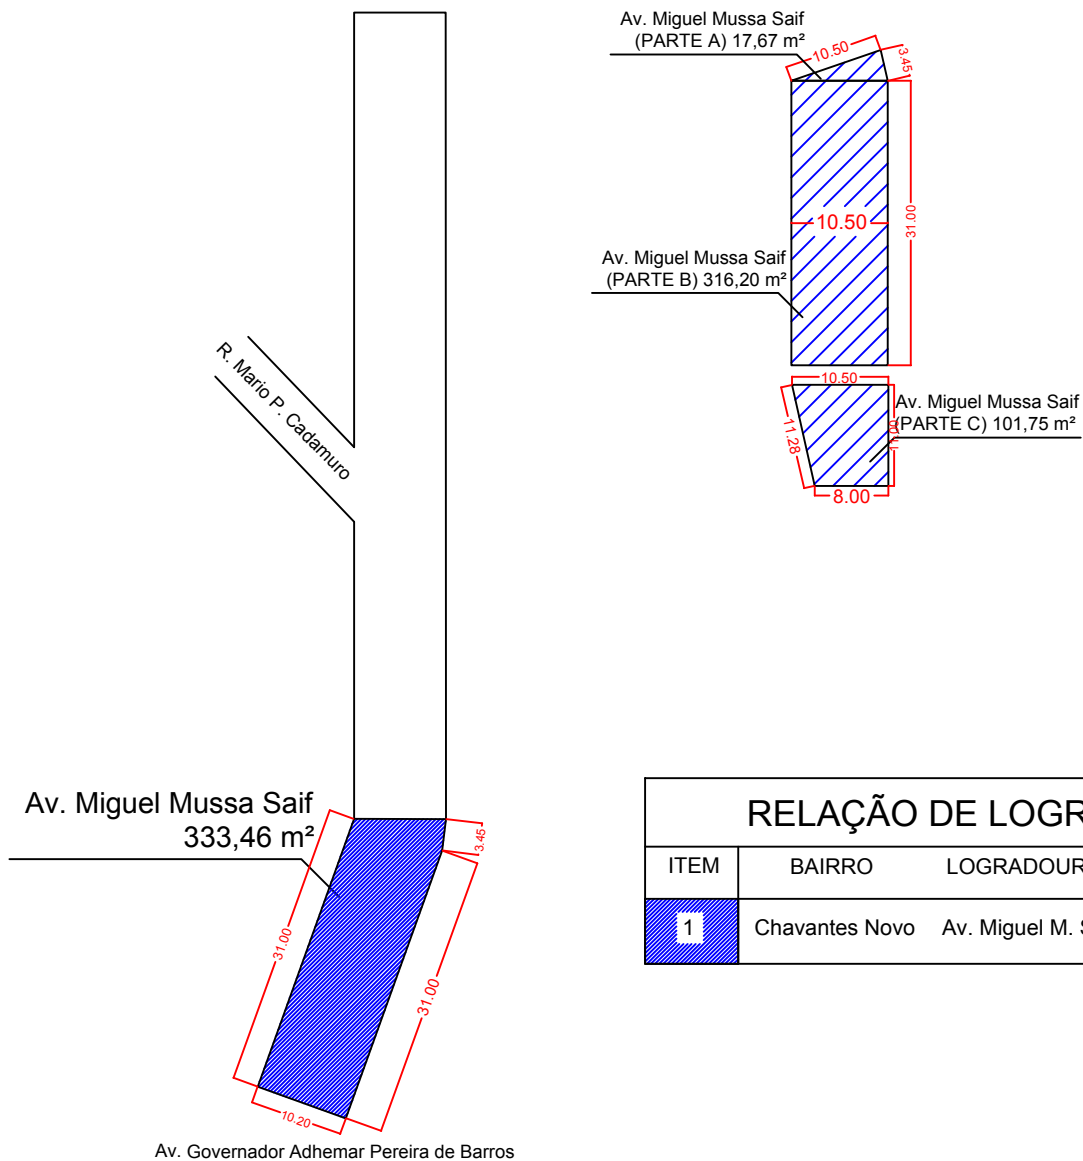 Av. Miguel Mussa Saif
(PARTE A) 17,67 m²
10.50
3.45
10.50
31.00
Av. Miguel Mussa Saif
(PARTE B) 316,20 m²
10.50
Av. Miguel Mussa Saif
(PARTE C) 101,75 m²
11.28
11.00
8.00
R. Mario P. Cadamuro
Av. Miguel Mussa Saif
333,46 m²
3.45
31.00
31.00
10.20
Av. Governador Adhemar Pereira de Barros
RELAÇÃO DE LOGR
ITEM BAIRRO LOGRADOUR
1 Chavantes Novo Av. Miguel M. S